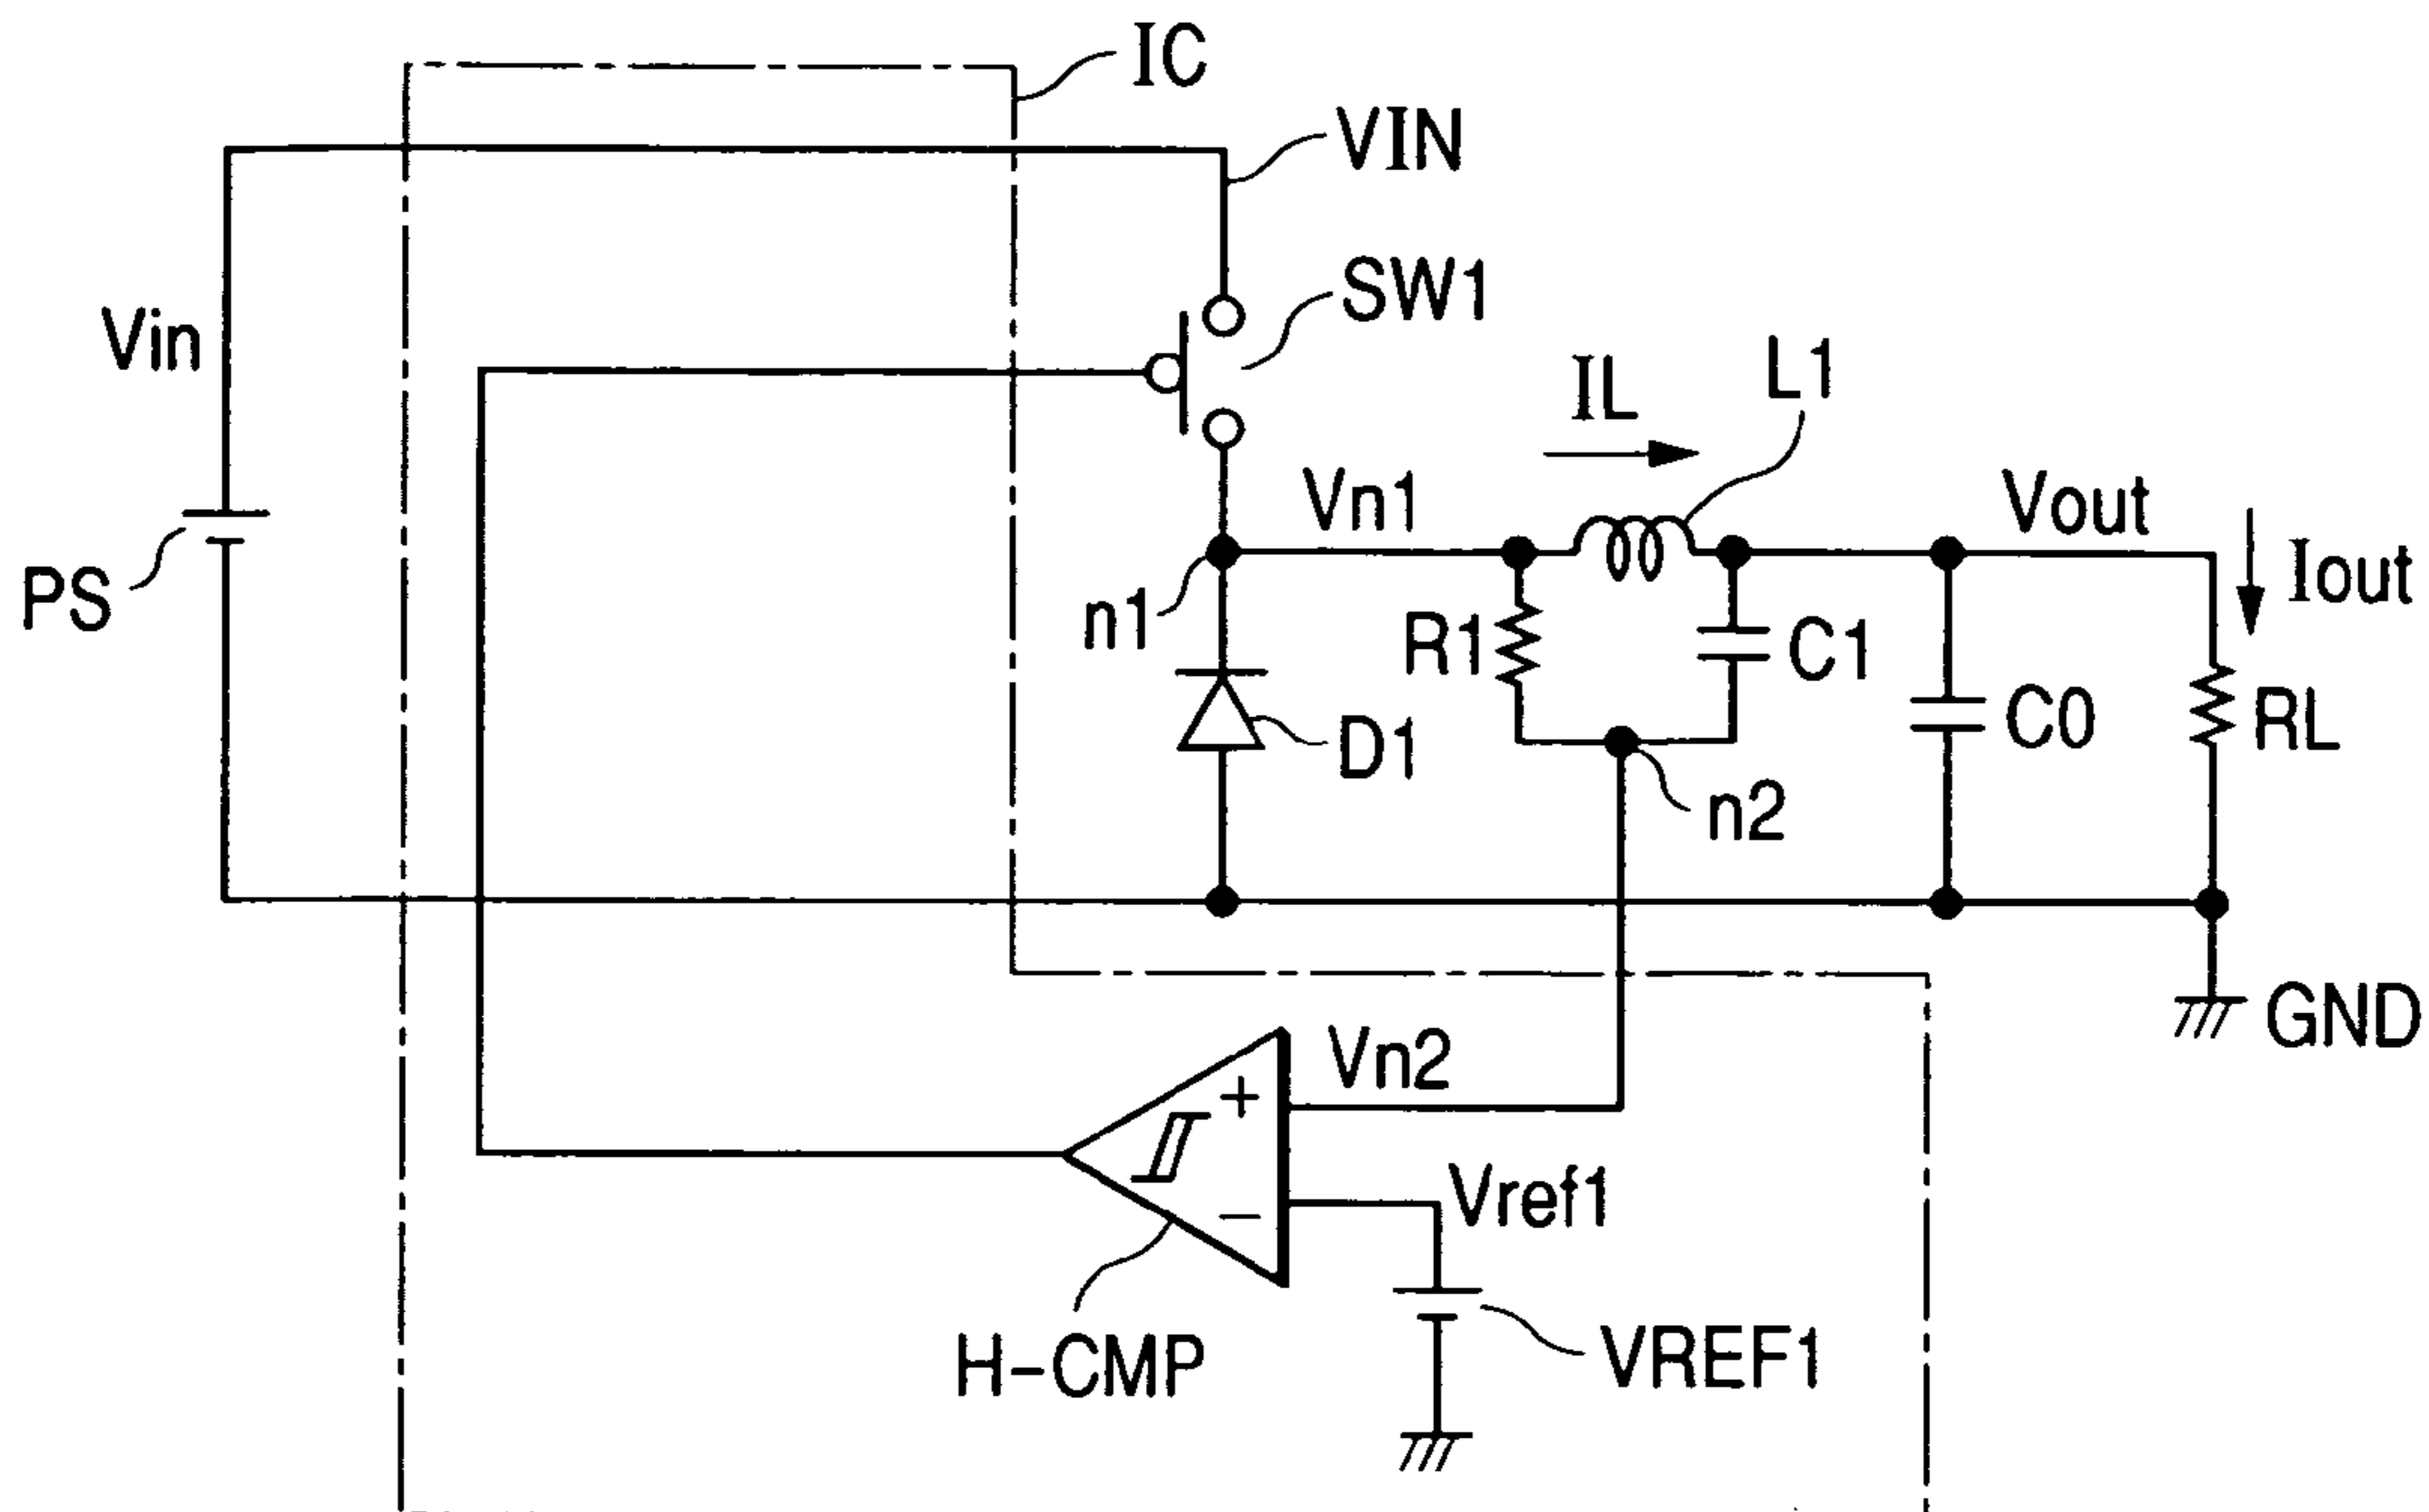 IC
VIN
SW1
Vin
L1
IL
Vn1
Vout
Iout
PS
n1
R1
C1
D1
C0
RL
n2
GND
Vn2
+
Vref1
−
H-CMP
VREF1